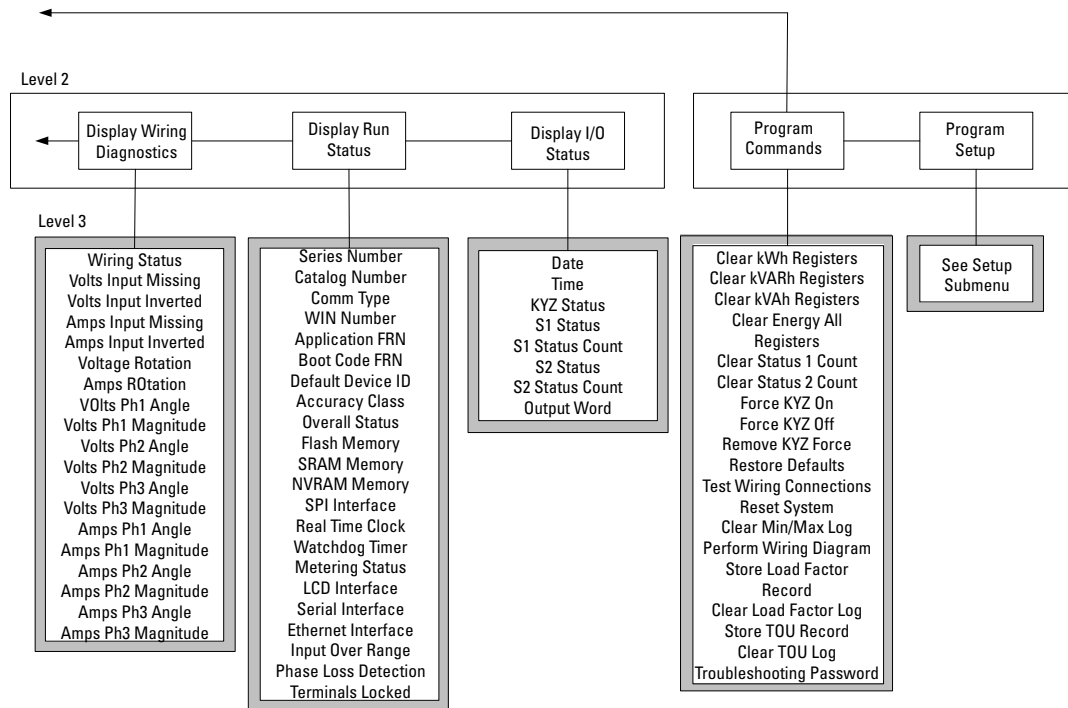 Level 2
Display Wiring
Diagnostics
Display Run
Status
Display I/O
Status
Program
Commands
Program
Setup
Level 3
Wiring Status
Volts Input Missing
Volts Input Inverted
Amps Input Missing
Amps Input Inverted
Voltage Rotation
Amps ROtation
VOlts Ph1 Angle
Volts Ph1 Magnitude
Volts Ph2 Angle
Volts Ph2 Magnitude
Volts Ph3 Angle
Volts Ph3 Magnitude
Amps Ph1 Angle
Amps Ph1 Magnitude
Amps Ph2 Angle
Amps Ph2 Magnitude
Amps Ph3 Angle
Amps Ph3 Magnitude
Series Number
Catalog Number
Comm Type
WIN Number
Application FRN
Boot Code FRN
Default Device ID
Accuracy Class
Overall Status
Flash Memory
SRAM Memory
NVRAM Memory
SPI Interface
Real Time Clock
Watchdog Timer
Metering Status
LCD Interface
Serial Interface
Ethernet Interface
Input Over Range
Phase Loss Detection
Terminals Locked
Date
Time
KYZ Status
S1 Status
S1 Status Count
S2 Status
S2 Status Count
Output Word
Clear kWh Registers
Clear kVARh Registers
Clear kVAh Registers
Clear Energy All
Registers
Clear Status 1 Count
Clear Status 2 Count
Force KYZ On
Force KYZ Off
Remove KYZ Force
Restore Defaults
Test Wiring Connections
Reset System
Clear Min/Max Log
Perform Wiring Diagram
Store Load Factor
Record
Clear Load Factor Log
Store TOU Record
Clear TOU Log
Troubleshooting Password
See Setup
Submenu